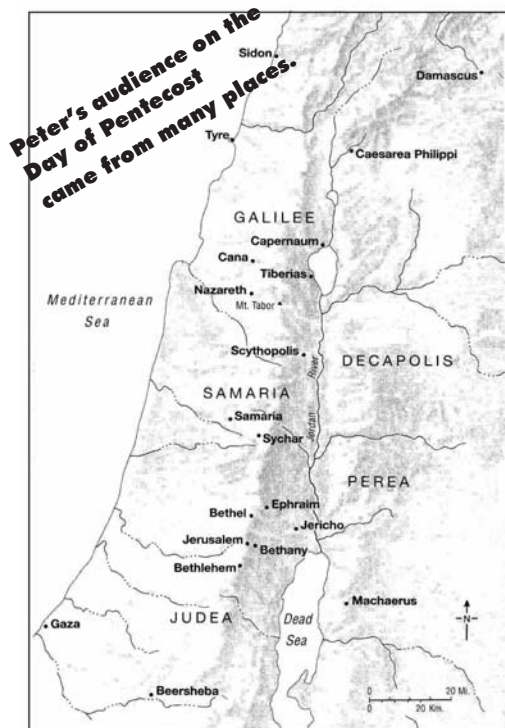 Peter's audience on the
Day of Pentecost
came from many places.
Sidon
Damascus
Tyre
Caesarea Philippi
GALILEE
Capernaum
Cana
Tiberias
Nazareth
Mt. Tabor
Mediterranean
Sea
Scythopolis
River
DECAPOLIS
SAMARIA
Samaria
Jordan
Sychar
PEREA
Ephraim
Bethel
Jericho
Jerusalem
Bethany
Bethlehem
Machaerus
JUDEA
Dead
Sea
Gaza
N
Beersheba
0 20 Mi.
0 20 Km.